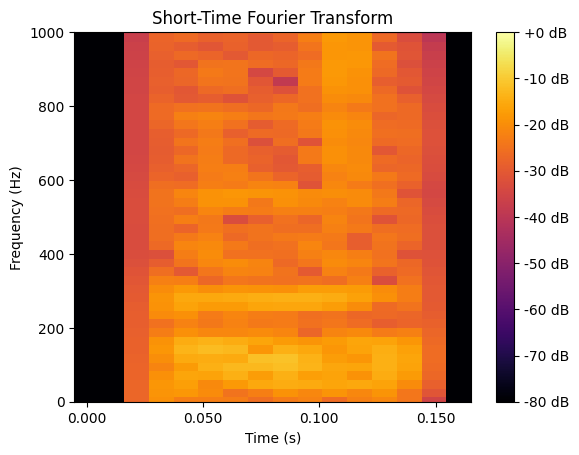 Short-Time Fourier Transform
1000
800
600
400
200
0
Frequency (Hz)
0.000
0.050
0.100
0.150
Time (s)
+0 dB
-10 dB
-20 dB
-30 dB
-40 dB
-50 dB
-60 dB
-70 dB
-80 dB